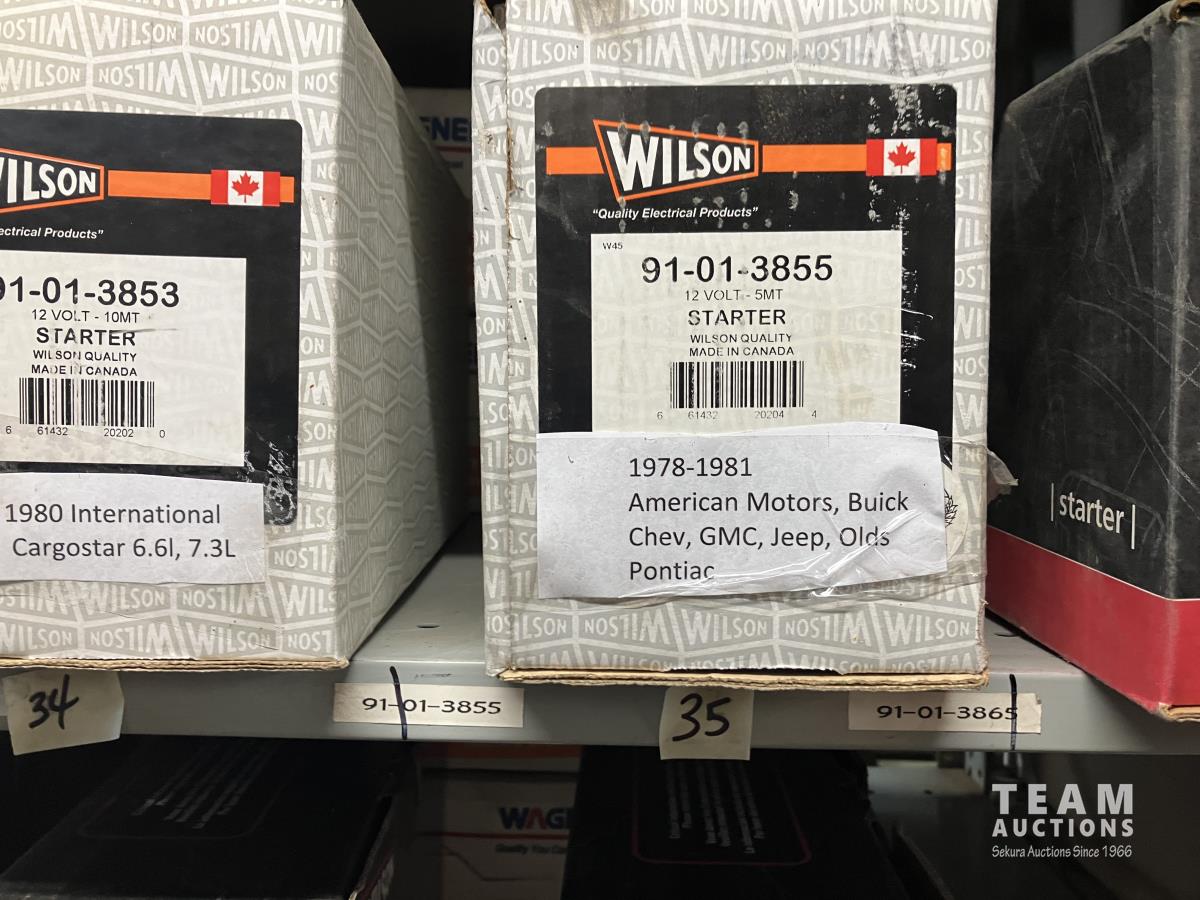 WILSON
ectrical Products"
91-01-3853
12 VOLT - 10MT
STARTER
WILSON QUALITY
MADE IN CANADA
6 61432 20202 0
1980 International
Cargostar 6.6l, 7.3L
WILSON
"Quality Electrical Products"
W45
91-01-3855
12 VOLT - 5MT
STARTER
WILSON QUALITY
MADE IN CANADA
6 61432 20204 4
1978-1981
American Motors, Buick
Chev, GMC, Jeep, Olds
Pontiac
| starter |
34
91-01-3855
35
91-01-3865
WAG
Quality You
TEAM
AUCTIONS
Sekura Auctions Since 1966